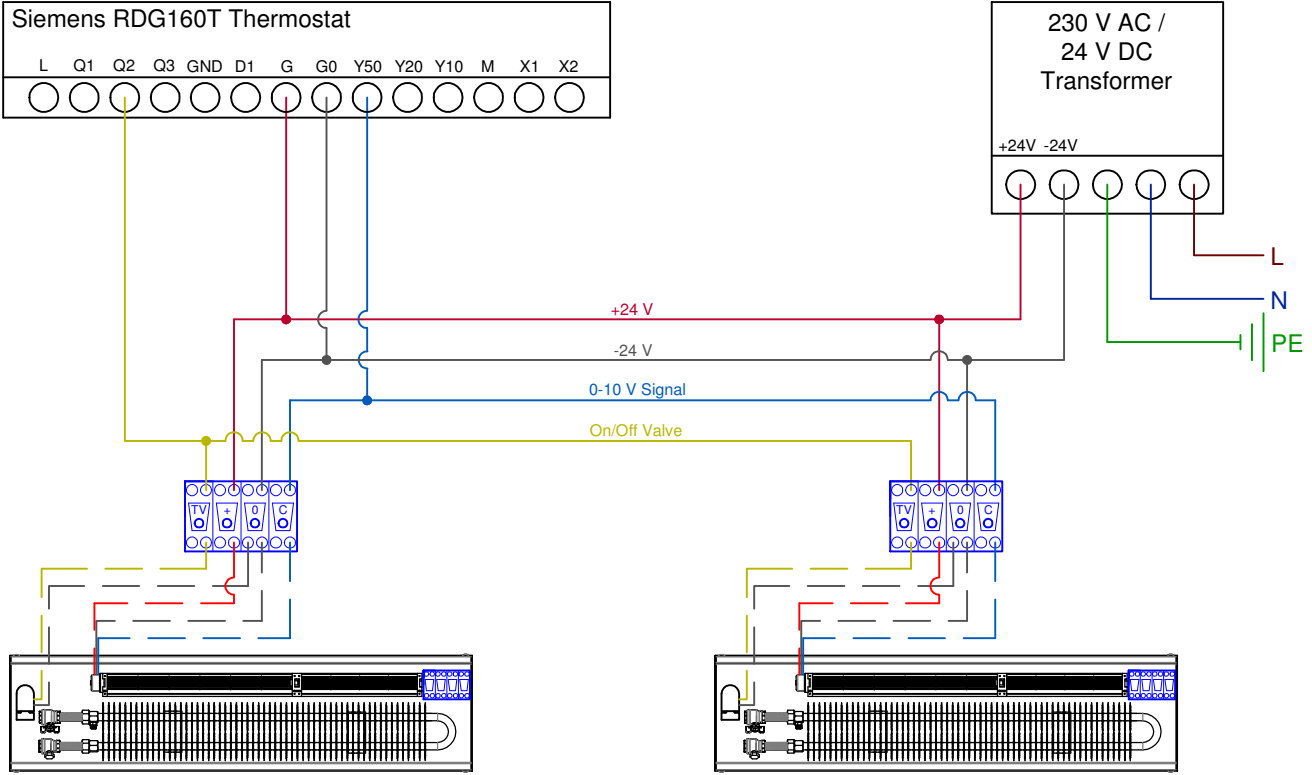 Siemens RDG160T Thermostat
L Q1 Q2 Q3 GND D1 G G0 Y50 Y20 Y10 M X1 X2
230 V AC /
24 V DC
Transformer
+24V -24V
L
N
PE
+24 V
-24 V
0-10 V Signal
On/Off Valve
TV + 0 C
TV + 0 C